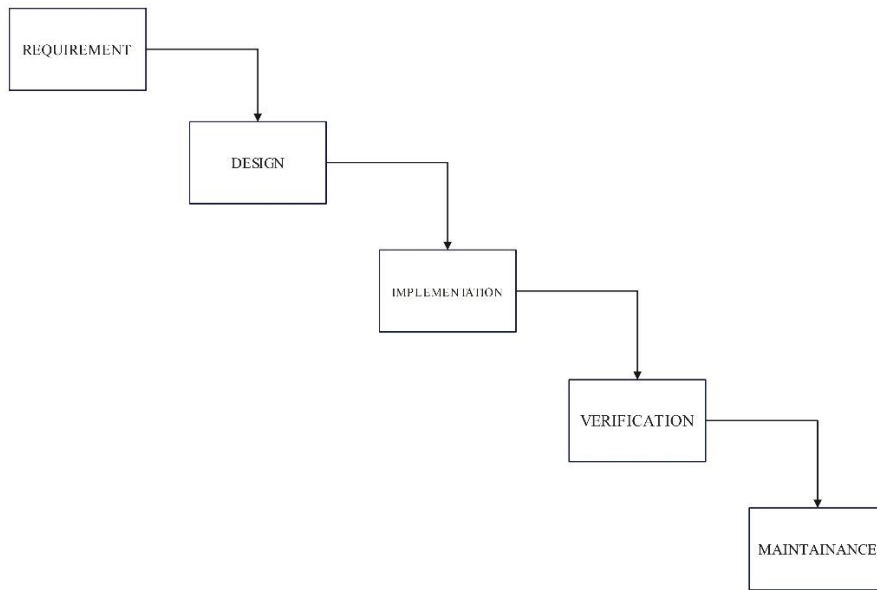 REQUIREMENT
DESIGN
IMPLEMENTATION
VERIFICATION
MAINTAINANCE